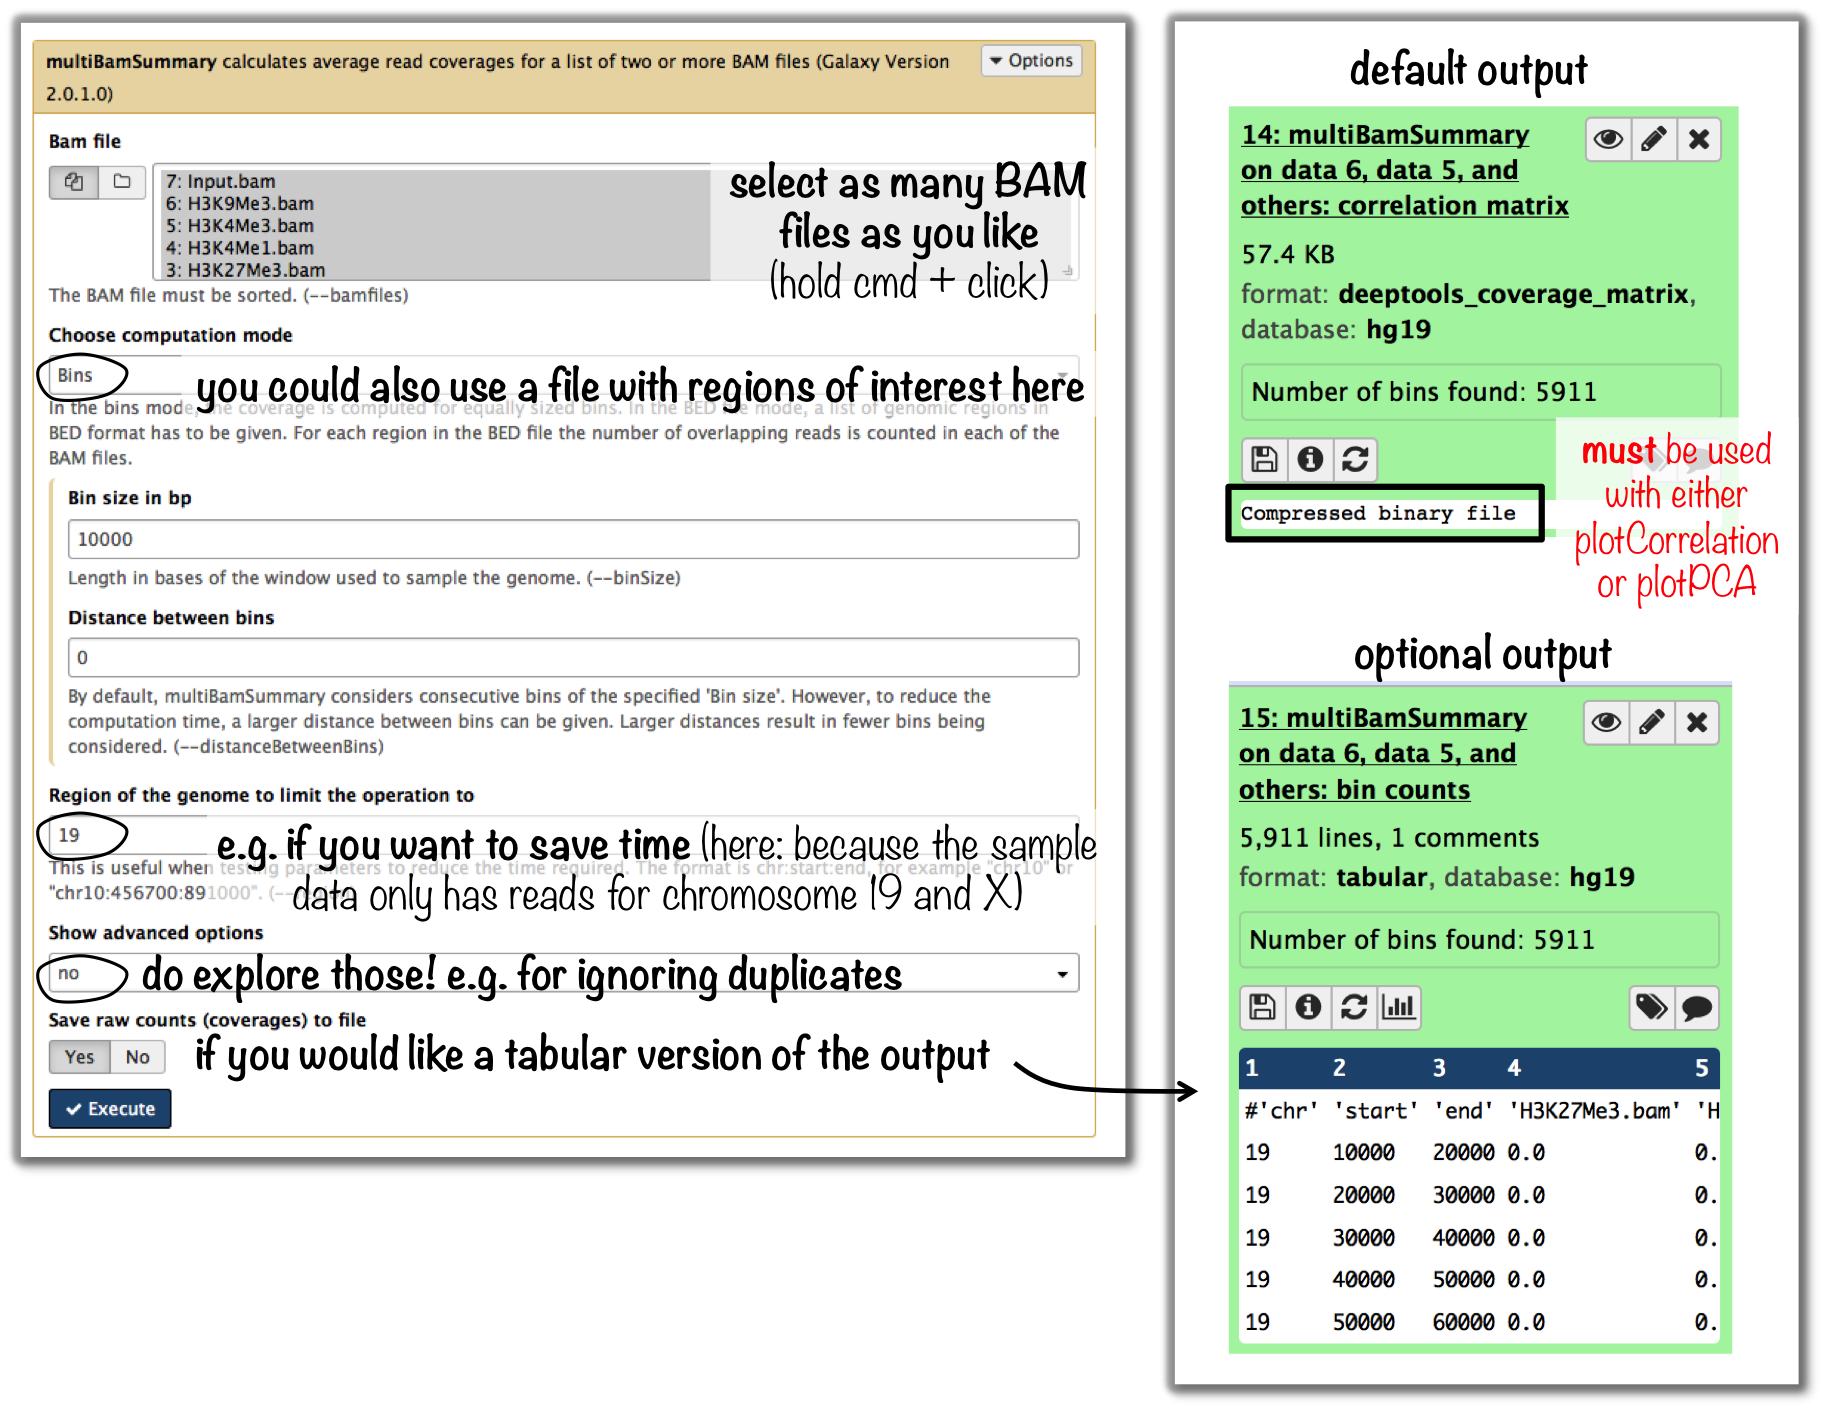 multiBamSummary calculates average read coverages for a list of two or more BAM files (Galaxy Version
2.0.1.0)
Options
Bam file
7: Input.bam
6: H3K9Me3.bam
5: H3K4Me3.bam
4: H3K4Me1.bam
3: H3K27Me3.bam
select as many BAM
files as you like
(hold cmd + click)
The BAM file must be sorted. (--bamfiles)
Choose computation mode
Bins
you could also use a file with regions of interest here
In the bins mode, the coverage is computed for equally sized bins. In the BED file mode, a list of genomic regions in
BED format has to be given. For each region in the BED file the number of overlapping reads is counted in each of the
BAM files.
Bin size in bp
10000
Length in bases of the window used to sample the genome. (--binSize)
Distance between bins
0
By default, multiBamSummary considers consecutive bins of the specified 'Bin size'. However, to reduce the
computation time, a larger distance between bins can be given. Larger distances result in fewer bins being
considered. (--distanceBetweenBins)
Region of the genome to limit the operation to
19
e.g. if you want to save time (here: because the sample
data only has reads for chromosome 19 and X)
This is useful when testing parameters to reduce the time required. The format is chr:start:end, for example "chr10" or
"chr10:456700:891000".
Show advanced options
no
do explore those! e.g. for ignoring duplicates
Save raw counts (coverages) to file
Yes No
if you would like a tabular version of the output
Execute
default output
14: multiBamSummary
on data 6, data 5, and
others: correlation matrix
57.4 KB
format: deeptools_coverage_matrix,
database: hg19
Number of bins found: 5911
Compressed binary file
must be used
with either
plotCorrelation
or plotPCA
optional output
15: multiBamSummary
on data 6, data 5, and
others: bin counts
5,911 lines, 1 comments
format: tabular, database: hg19
Number of bins found: 5911
1 2 3 4 5
#'chr' 'start' 'end' 'H3K27Me3.bam' 'H
19 10000 20000 0.0 0.
19 20000 30000 0.0 0.
19 30000 40000 0.0 0.
19 40000 50000 0.0 0.
19 50000 60000 0.0 0.